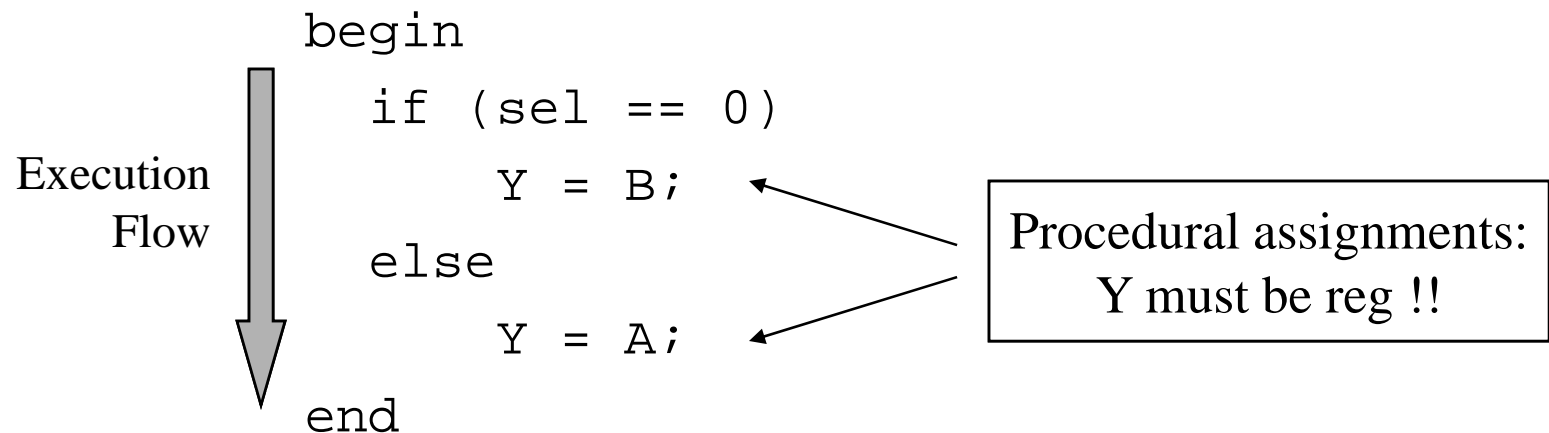 begin
if (sel == 0)
Y = B;
else
Y = A;
end
Execution
Flow
Procedural assignments:
Y must be reg !!